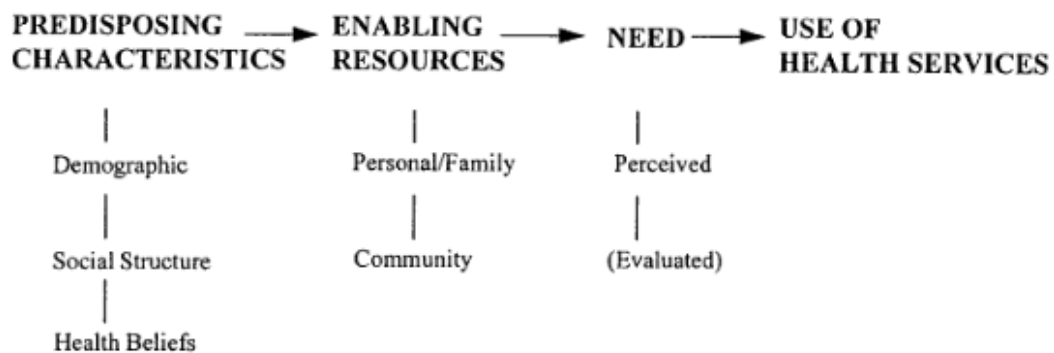 PREDISPOSING CHARACTERISTICS
ENABLING RESOURCES
NEED
USE OF HEALTH SERVICES
Demographic
Personal/Family
Perceived
Social Structure
Community
(Evaluated)
Health Beliefs